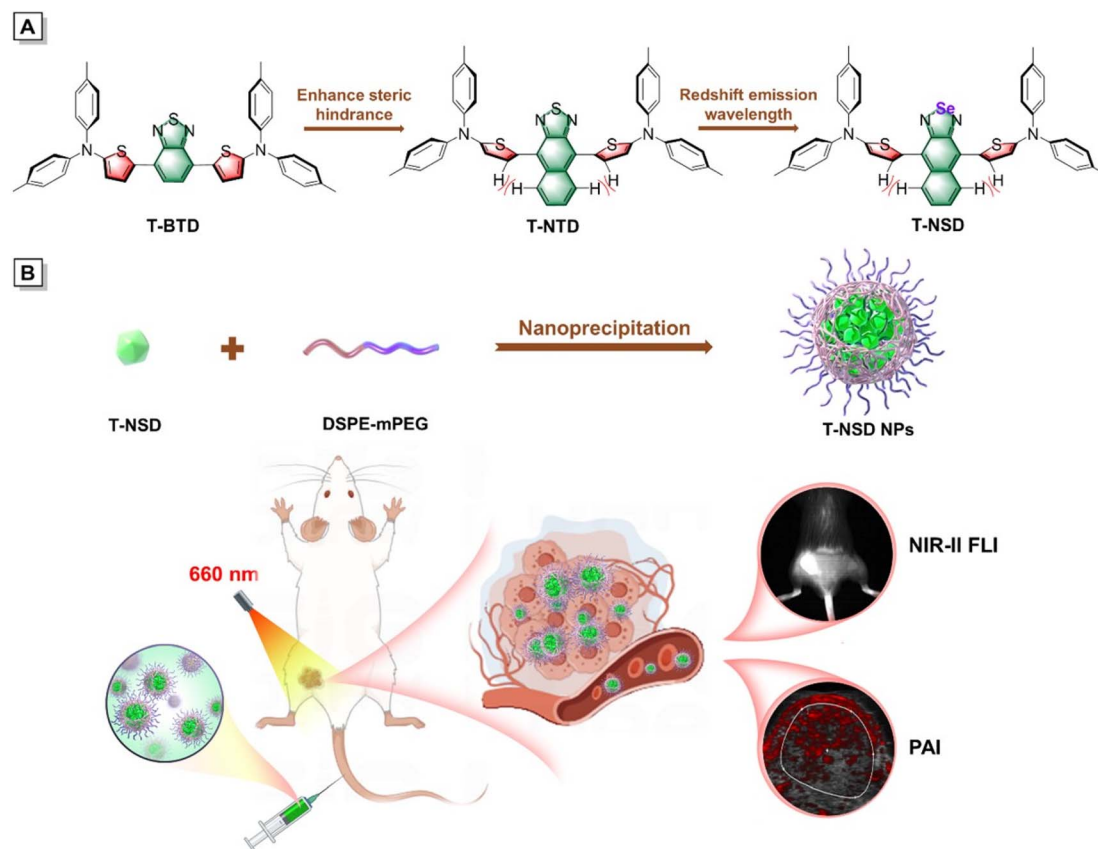 A
Enhance steric
hindrance
Redshift emission
wavelength
N
S
N
S
N
S
N
T-BTD
N
S
N
S
N
S
N
H
H
H
H
T-NTD
N
S
N
Se
N
S
N
H
H
H
H
T-NSD
B
Nanoprecipitation
T-NSD
DSPE-mPEG
T-NSD NPs
660 nm
NIR-II FLI
PAI